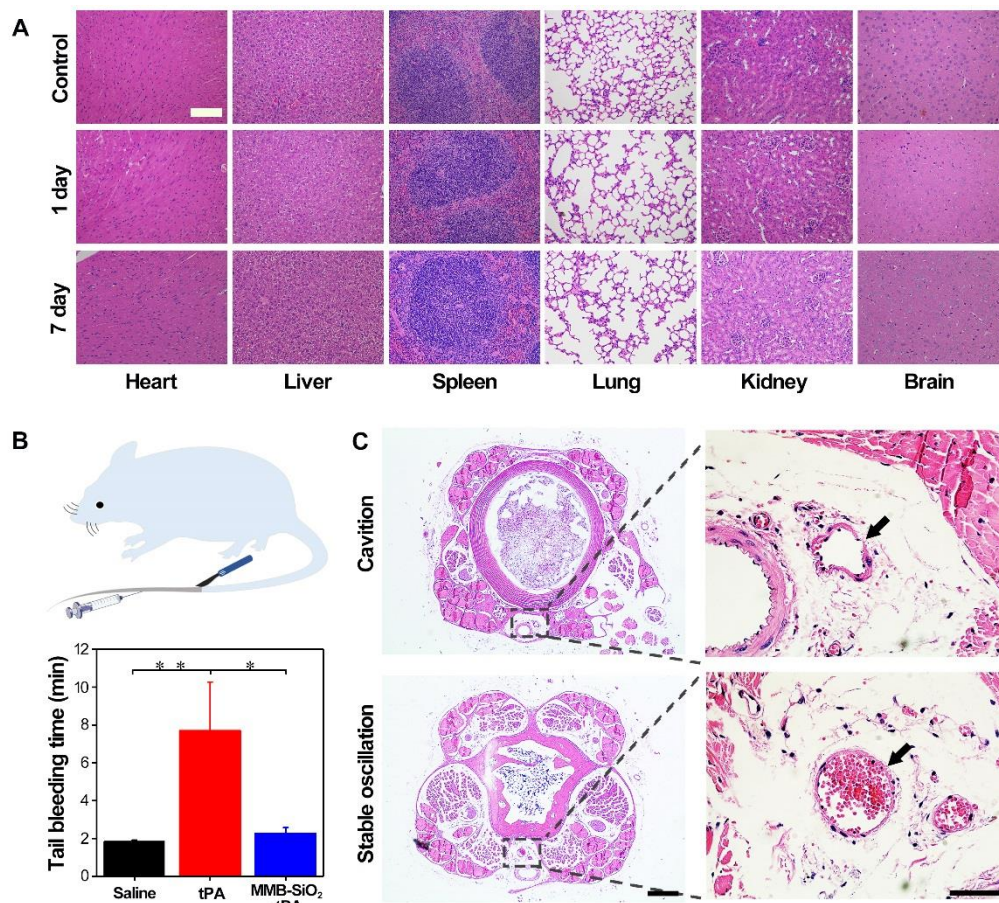 A
Control
1 day
7 day
Heart Liver Spleen Lung Kidney Brain
B
Tail bleeding time (min)
12
10
8
6
4
2
0
* * *
Saline tPA MMB-SiO₂
tPA
C
Cavition
Stable oscillation